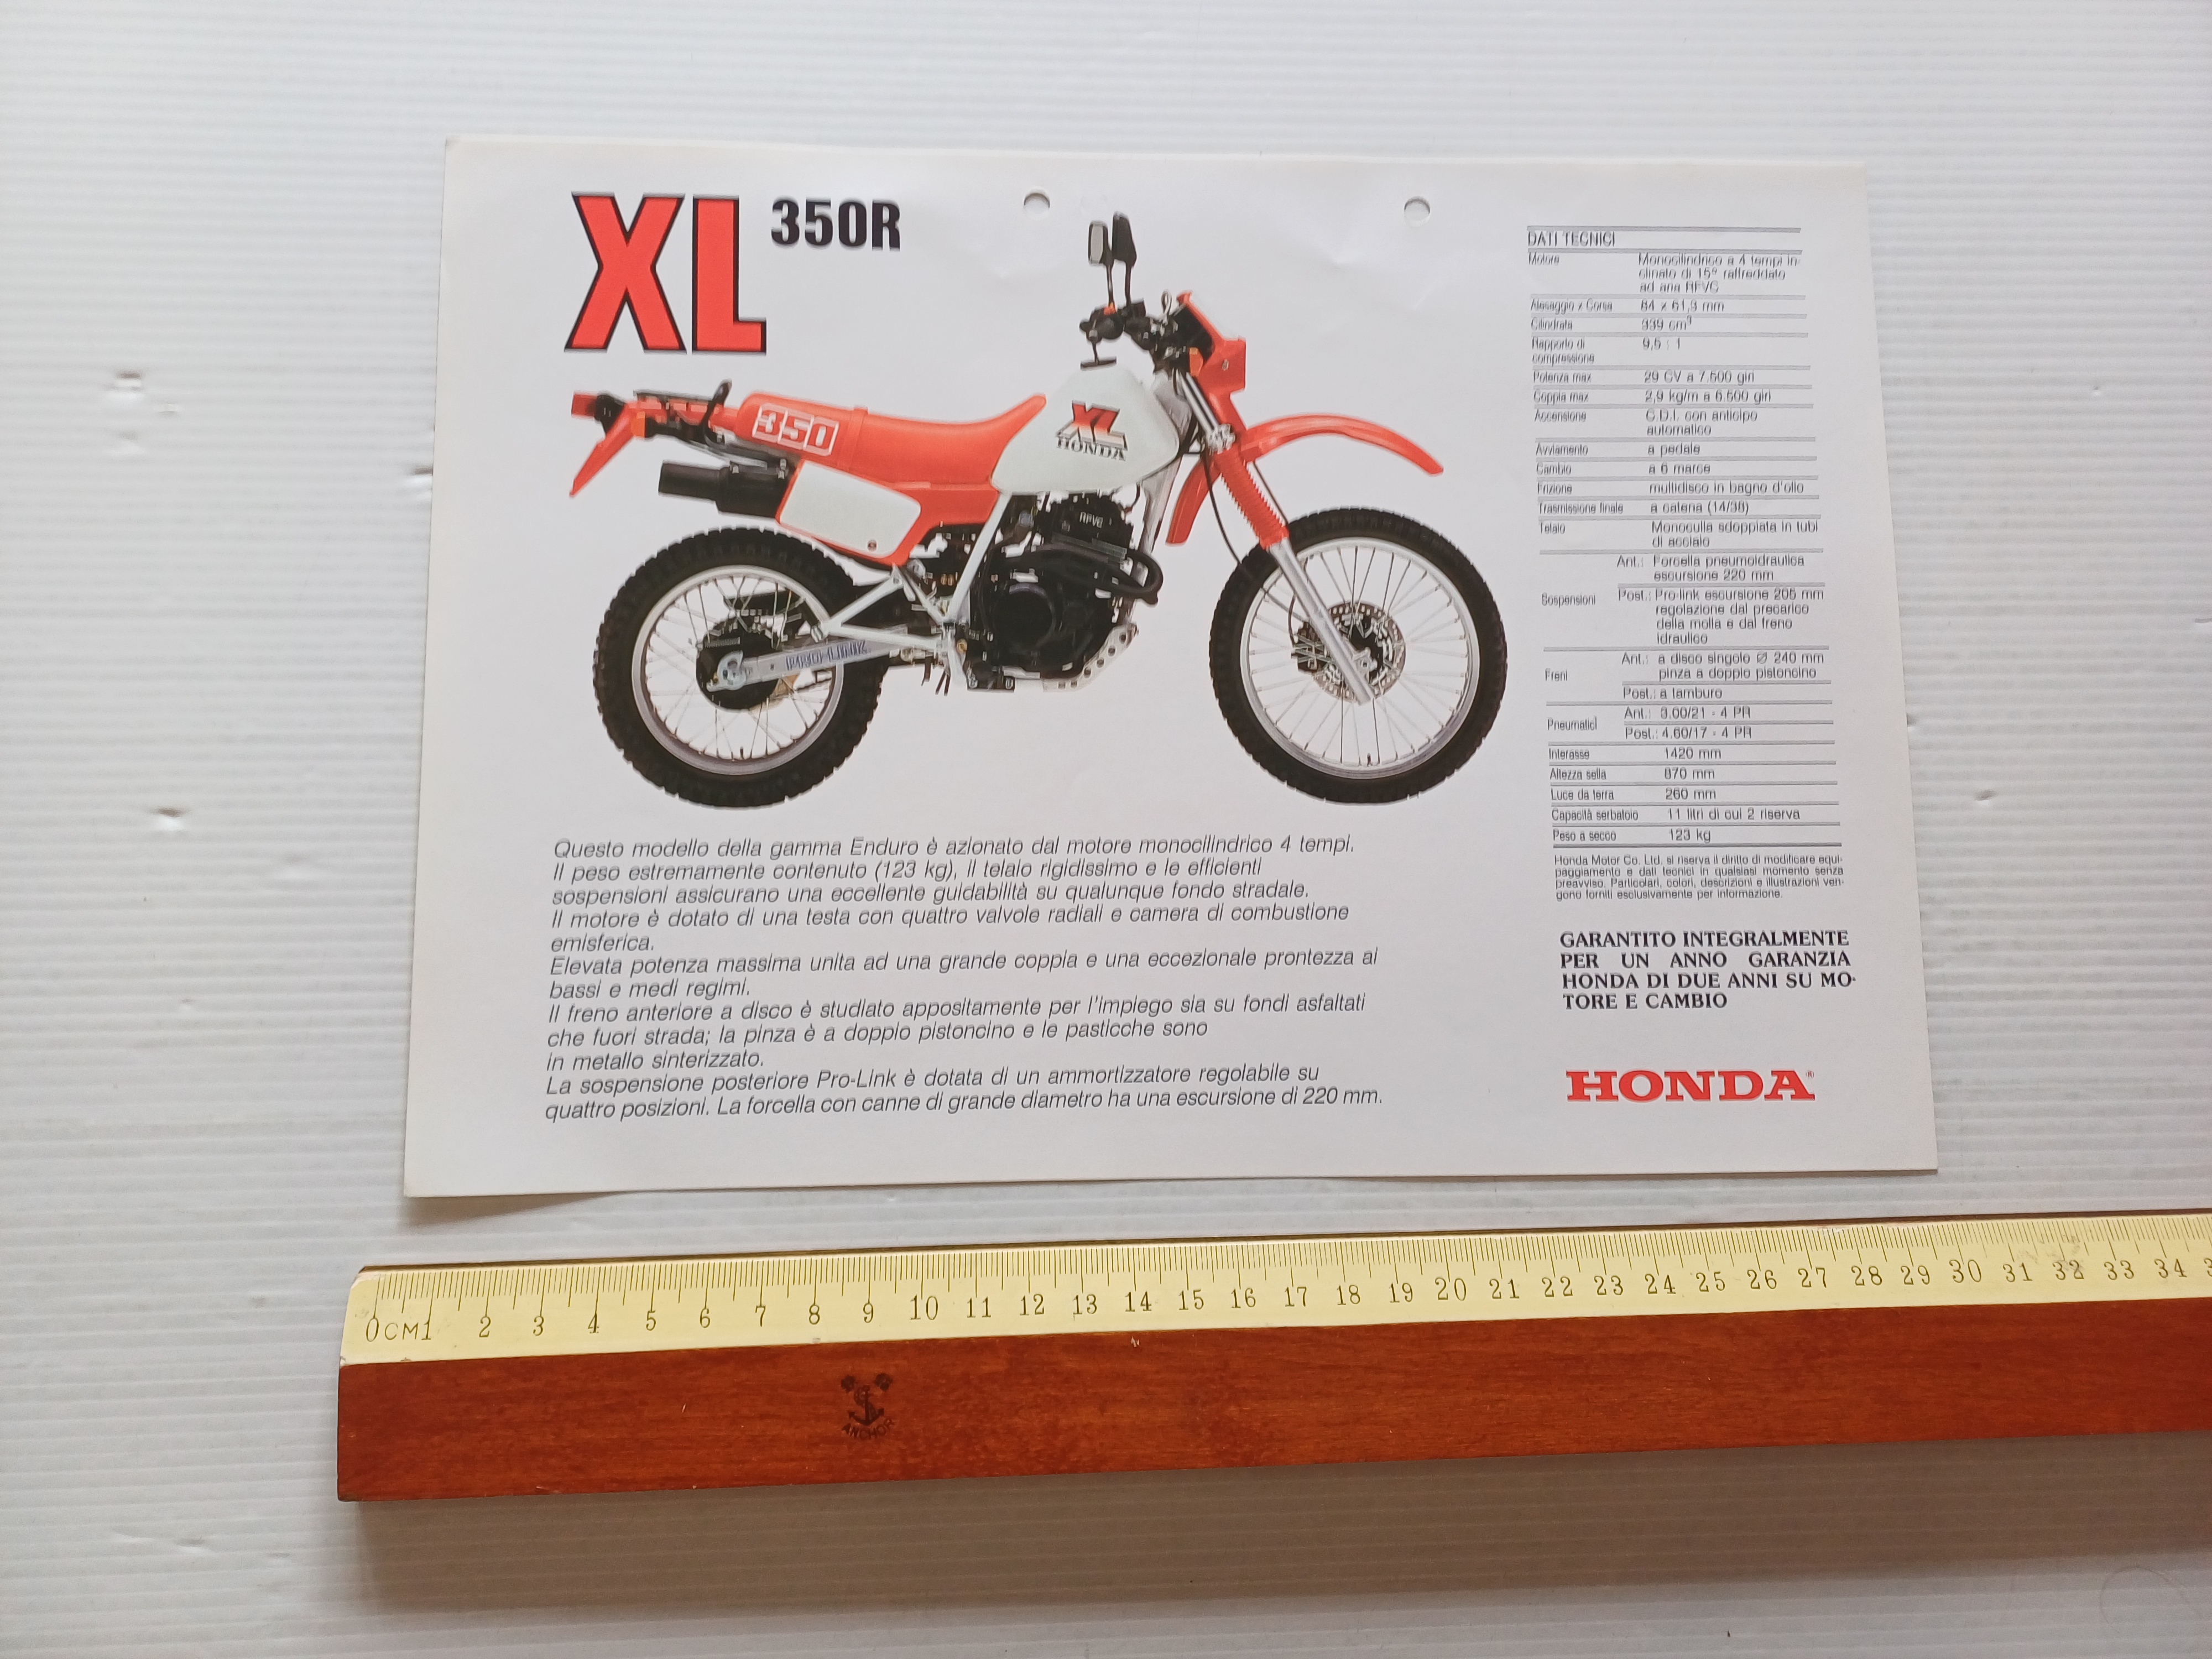 XL 350R
350
XL
HONDA
RFVC
PRO-LINK
Questo modello della gamma Enduro è azionato dal motore monocilindrico 4 tempi.
Il peso estremamente contenuto (123 kg), il telaio rigidissimo e le efficienti
sospensioni assicurano una eccellente guidabilità su qualunque fondo stradale.
Il motore è dotato di una testa con quattro valvole radiali e camera di combustione
emisferica.
Elevata potenza massima unita ad una grande coppia e una eccezionale prontezza ai
bassi e medi regimi.
Il freno anteriore a disco è studiato appositamente per l'impiego sia su fondi asfaltati
che fuori strada; la pinza è a doppio pistoncino e le pasticche sono
in metallo sinterizzato.
La sospensione posteriore Pro-Link è dotata di un ammortizzatore regolabile su
quattro posizioni. La forcella con canne di grande diametro ha una escursione di 220 mm.
DATI TECNICI
Motore Monocilindrico a 4 tempi in-
clinato di 15° raffreddato
ad aria RFVC
Alesaggio x Corsa 84 x 61,3 mm
Cilindrata 339 cm³
Rapporto di 9,5 : 1
compressione
Potenza max 29 CV a 7.500 giri
Coppia max 2,9 kg/m a 6.500 giri
Accensione C.D.I. con anticipo
automatico
Avviamento a pedale
Cambio a 6 marce
Frizione multidisco in bagno d'olio
Trasmissione finale a catena (14/38)
Telaio Monoculla sdoppiata in tubi
di acciaio
Ant.: Forcella pneumoidraulica
escursione 220 mm
Sospensioni Post.: Pro-link escursione 205 mm
regolazione dal precarico
della molla e dal freno
idraulico
Ant.: a disco singolo Ø 240 mm
Freni pinza a doppio pistoncino
Post.: a tamburo
Pneumatici Ant.: 3.00/21 - 4 PR
Post.: 4.60/17 - 4 PR
Interasse 1420 mm
Altezza sella 870 mm
Luce da terra 260 mm
Capacità serbatoio 11 litri di cui 2 riserva
Peso a secco 123 kg
Honda Motor Co. Ltd. si riserva il diritto di modificare equi-
paggiamento e dati tecnici in qualsiasi momento senza
preavviso. Particolari, colori, descrizioni e illustrazioni ven-
gono forniti esclusivamente per informazione.
GARANTITO INTEGRALMENTE
PER UN ANNO GARANZIA
HONDA DI DUE ANNI SU MO-
TORE E CAMBIO
HONDA®
0CM1 2 3 4 5 6 7 8 9 10 11 12 13 14 15 16 17 18 19 20 21 22 23 24 25 26 27 28 29 30 31 32 33 34
ANCHOR